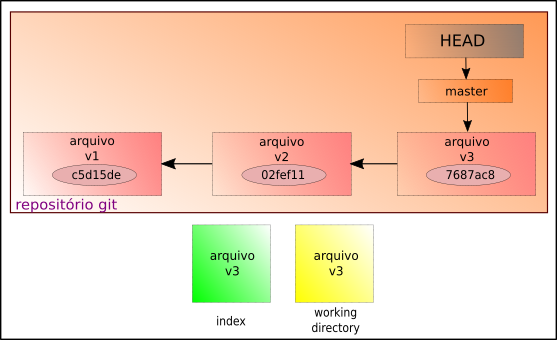 HEAD
master
arquivo
v1
c5d15de
arquivo
v2
02fef11
arquivo
v3
7687ac8
repositório git
arquivo
v3
index
arquivo
v3
working
directory